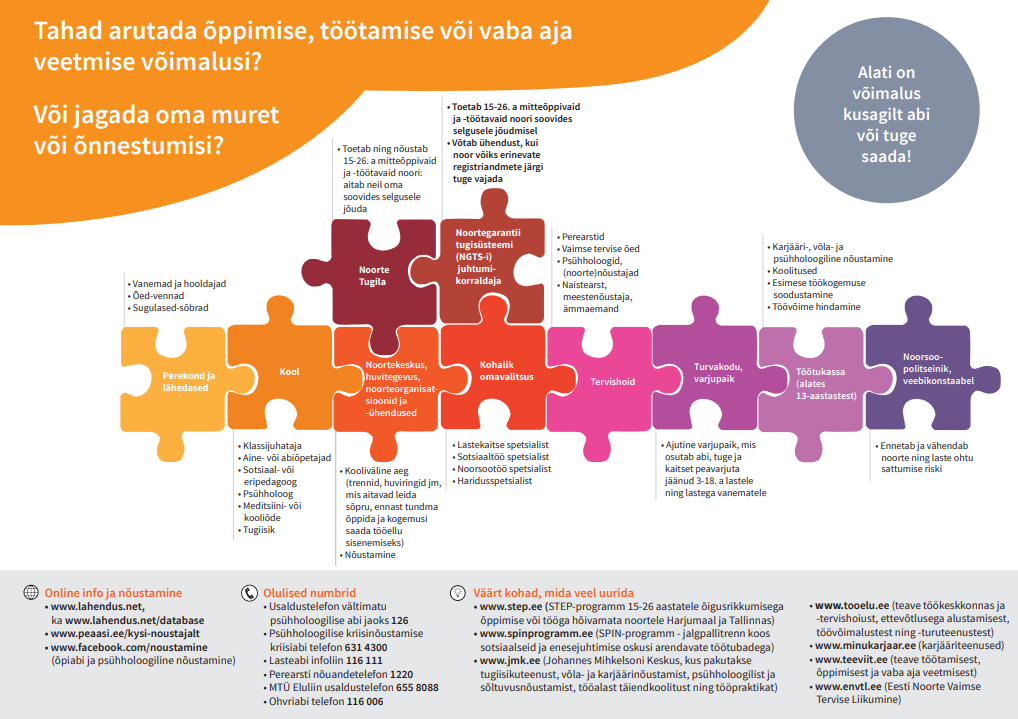 Tahad arutada õppimise, töötamise või vaba aja
veetmise võimalusi?
Või jagada oma muret
või õnnestumisi?
Alati on
võimalus
kusagilt abi
või tuge
saada!
• Toetab ning nõustab
15-26. a mitteõppivaid
ja -töötavaid noori:
aitab neil oma
soovides selgusele
jõuda
• Toetab 15-26. a mitteõppivaid
ja -töötavaid noori soovides
selgusele jõudmisel
• Võtab ühendust, kui
noor võiks erinevate
registriandmete järgi
tuge vajada
Noorte
Tugila
Noortegarantii
tugisüsteemi
(NGTS-i)
juhtumi-
korraldaja
• Vanemad ja hooldajad
• Õed-vennad
• Sugulased-sõbrad
• Perearstid
• Vaimse tervise õed
• Psühholoogid,
(noorte)nõustajad
• Naistearst,
meestenõustaja,
ämmaemand
• Karjääri-, võla- ja
psühholoogiline nõustamine
• Koolitused
• Esimese töökogemuse
soodustamine
• Töövõime hindamine
Perekond ja
lähedased
Kool
Noortekeskus,
huvitegevus,
noorteorganisat-
sioonid ja
-ühendused
Kohalik
omavalitsus
Tervishoid
Turvakodu,
varjupaik
Töötukassa
(alates
13-aastastest)
Noorsoo-
politseinik,
veebikonstaabel
• Klassijuhataja
• Aine- või abiõpetajad
• Sotsiaal- või
eripedagoog
• Psühholoog
• Meditsiini- või
kooliõde
• Tugiisik
• Kooliväline aeg
(trennid, huviringid jm,
mis aitavad leida
sõpru, ennast tundma
õppida ja kogemusi
saada tööellu
sisenemiseks)
• Nõustamine
• Lastekaitse spetsialist
• Sotsiaaltöö spetsialist
• Noorsootöö spetsialist
• Haridusspetsialist
• Ajutine varjupaik, mis
osutab abi, tuge ja
kaitset peavarjuta
jäänud 3-18. a lastele
ning lastega vanematele
• Ennetab ja vähendab
noorte ning laste ohtu
sattumise riski
Online info ja nõustamine
• www.lahendus.net,
ka www.lahendus.net/database
• www.peaasi.ee/kysi-noustajalt
• www.facebook.com/noustamine
(õpiabi ja psühholoogiline nõustamine)
Olulised numbrid
• Usaldustelefon vältimatu
psühholoogilise abi jaoks 126
• Psühholoogilise kriisinõustamise
kriisiabi telefon 631 4300
• Lasteabi infoliin 116 111
• Perearsti nõuandetelefon 1220
• MTÜ Eluliin usaldustelefon 655 8088
• Ohvriabi telefon 116 006
Väärt kohad, mida veel uurida
• www.step.ee (STEP-programm 15-26 aastatele õigusrikkumisega
õppimise või tööga hõivamata noortele Harjumaal ja Tallinnas)
• www.spinprogramm.ee (SPIN-programm - jalgpallitrenn koos
sotsiaalseid ja enesejuhtimise oskusi arendavate töötubadega)
• www.jmk.ee (Johannes Mihkelsoni Keskus, kus pakutakse
tugiisikuteenust, võla- ja karjäärinõustamist, psühholoogilist ja
sõltuvusnõustamist, tööalast täiendkoolitust ning tööpraktikat)
• www.tooelu.ee (teave töökeskkonnas ja
-tervishoiust, ettevõtlusega alustamisest,
töövõimalustest ning -turuteenustest)
• www.minukarjaar.ee (karjääriteenused)
• www.teeviit.ee (teave töötamisest,
õppimisest ja vaba aja veetmisest)
• www.envtl.ee (Eesti Noorte Vaimse
Tervise Liikumine)